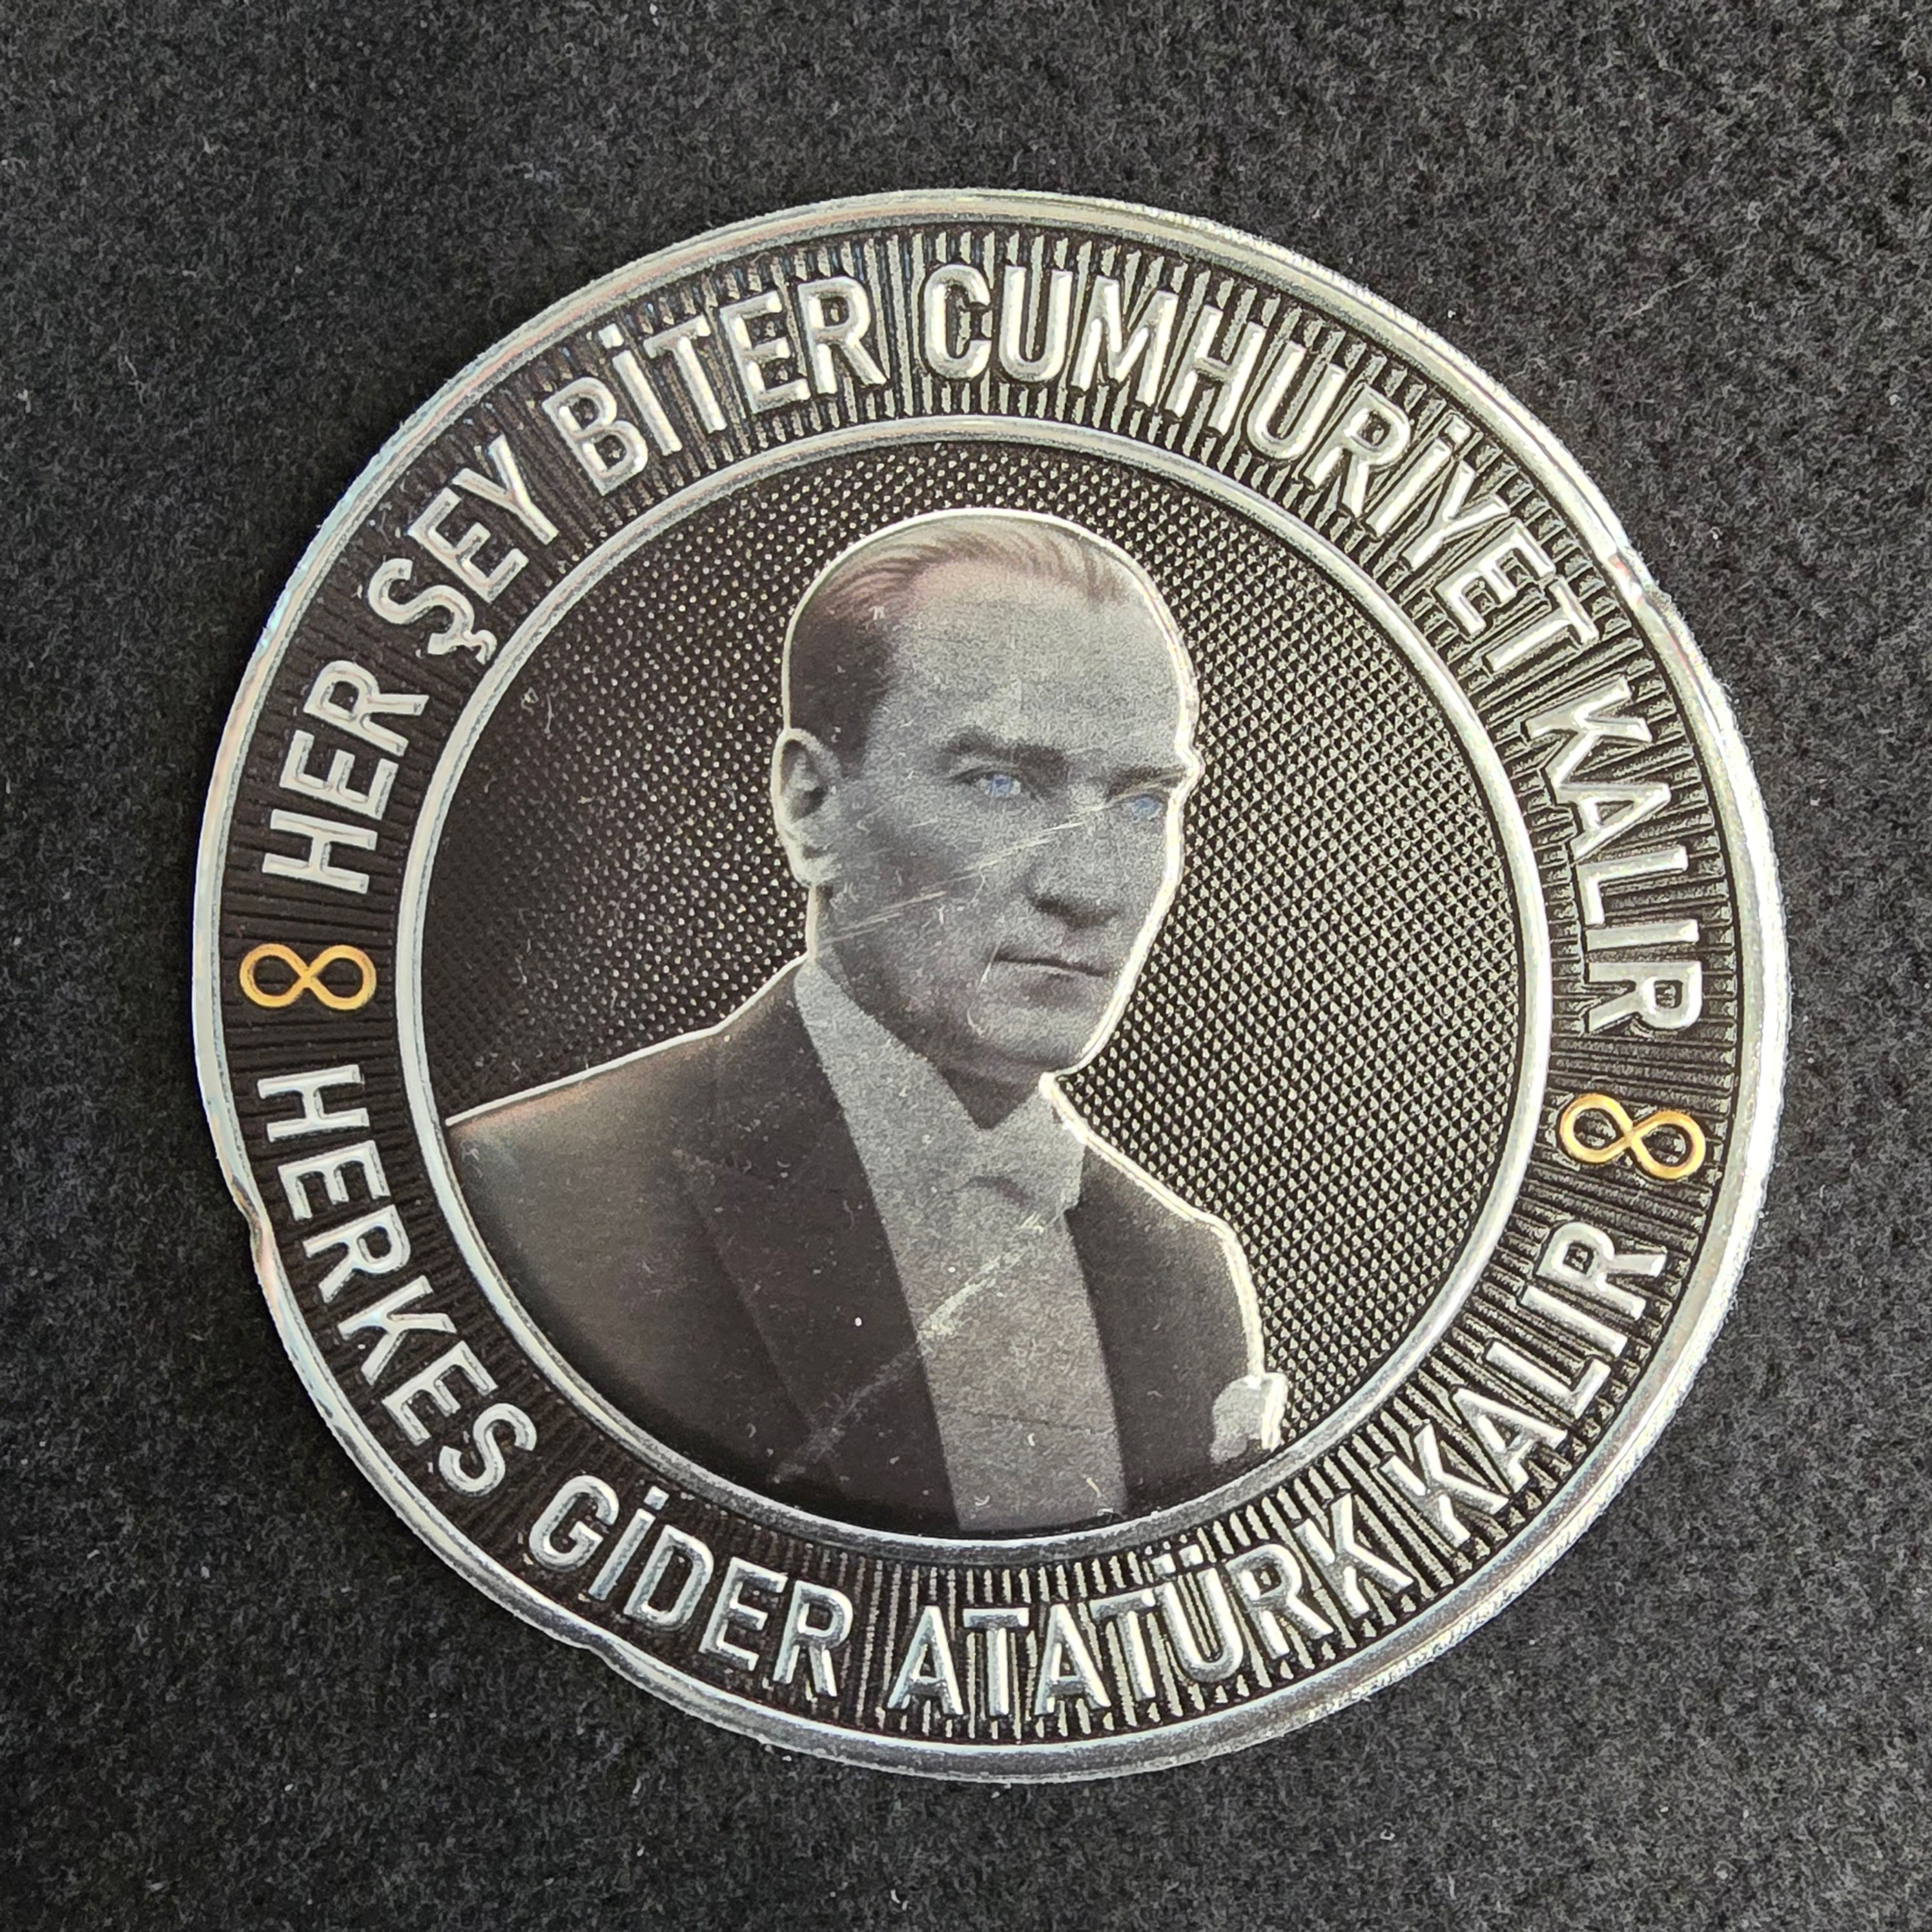 HER ŞEY BİTER CUMHURİYET KALIR
HERKES GİDER ATATÜRK KALIR